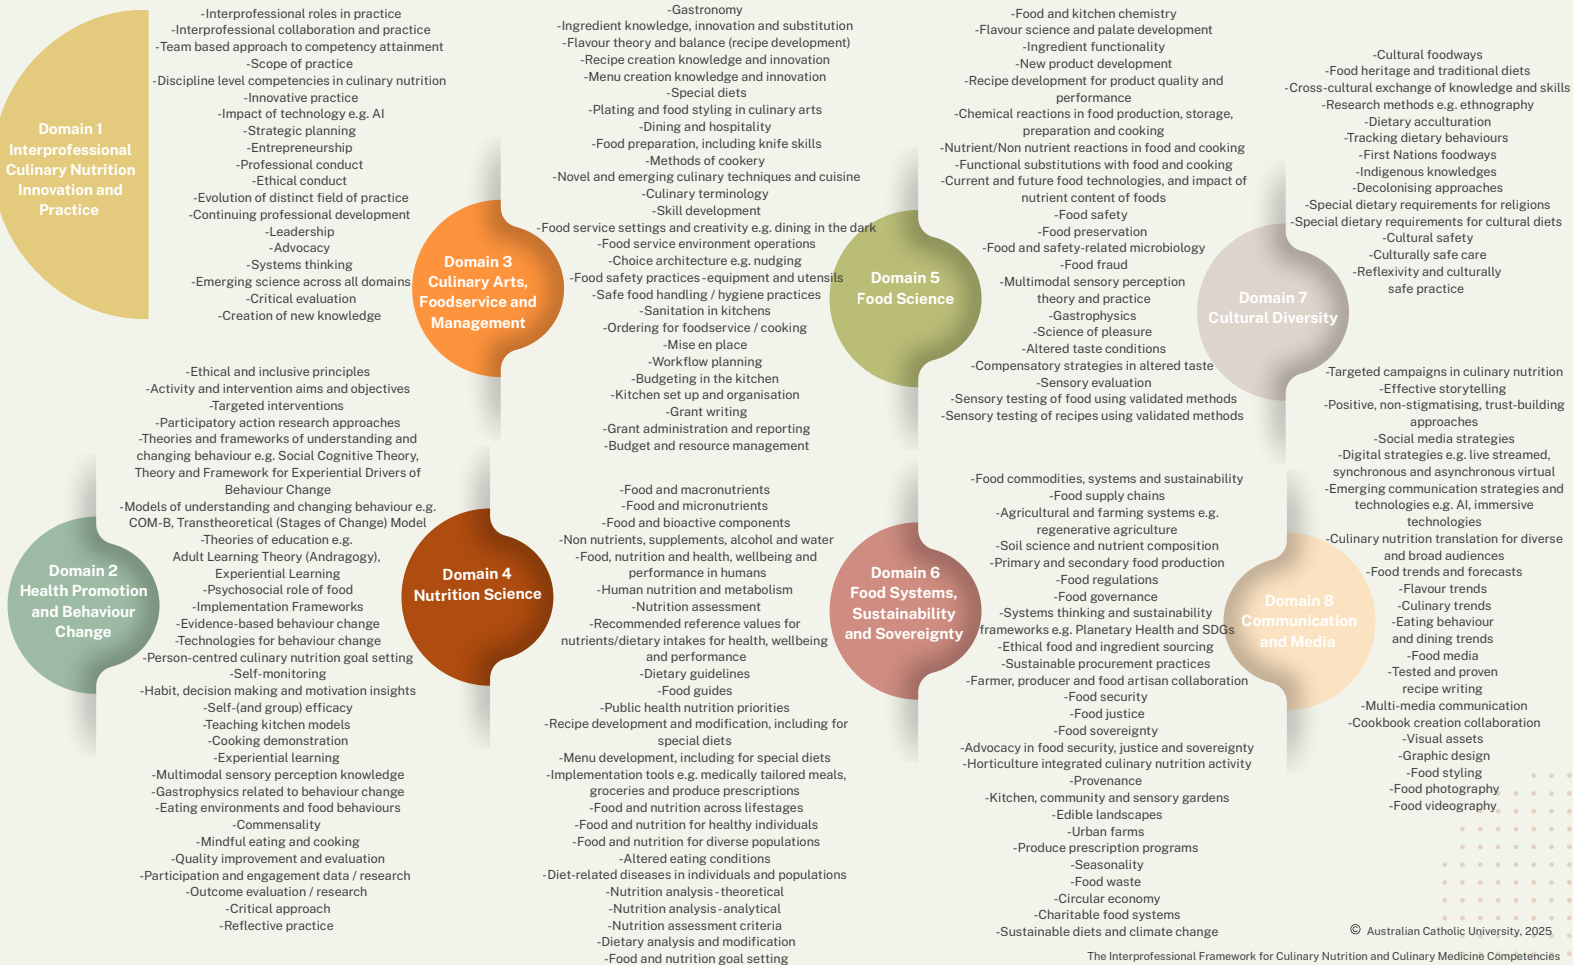 Domain 1
Interprofessional
Culinary Nutrition
Innovation and
Practice
-Interprofessional roles in practice
-Interprofessional collaboration and practice
-Team based approach to competency attainment
-Scope of practice
-Discipline level competencies in culinary nutrition
-Innovative practice
-Impact of technology e.g. AI
-Strategic planning
-Entrepreneurship
-Professional conduct
-Ethical conduct
-Evolution of distinct field of practice
-Continuing professional development
-Leadership
-Advocacy
-Systems thinking
-Emerging science across all domains
-Critical evaluation
-Creation of new knowledge
Domain 2
Health Promotion
and Behaviour
Change
-Ethical and inclusive principles
-Activity and intervention aims and objectives
-Targeted interventions
-Participatory action research approaches
-Theories and frameworks of understanding and
changing behaviour e.g. Social Cognitive Theory,
Theory and Framework for Experiential Drivers of
Behaviour Change
-Models of understanding and changing behaviour e.g.
COM-B, Transtheoretical (Stages of Change) Model
-Theories of education e.g.
Adult Learning Theory (Andragogy),
Experiential Learning
-Psychosocial role of food
-Implementation Frameworks
-Evidence-based behaviour change
-Technologies for behaviour change
-Person-centred culinary nutrition goal setting
-Self-monitoring
-Habit, decision making and motivation insights
-Self-(and group) efficacy
-Teaching kitchen models
-Cooking demonstration
-Experiential learning
-Multimodal sensory perception knowledge
-Gastrophysics related to behaviour change
-Eating environments and food behaviours
-Commensality
-Mindful eating and cooking
-Quality improvement and evaluation
-Participation and engagement data / research
-Outcome evaluation / research
-Critical approach
-Reflective practice
Domain 3
Culinary Arts,
Foodservice and
Management
-Gastronomy
-Ingredient knowledge, innovation and substitution
-Flavour theory and balance (recipe development)
-Recipe creation knowledge and innovation
-Menu creation knowledge and innovation
-Special diets
-Plating and food styling in culinary arts
-Dining and hospitality
-Food preparation, including knife skills
-Methods of cookery
-Novel and emerging culinary techniques and cuisine
-Culinary terminology
-Skill development
-Food service settings and creativity e.g. dining in the dark
-Food service environment operations
-Choice architecture e.g. nudging
-Food safety practices - equipment and utensils
-Safe food handling / hygiene practices
-Sanitation in kitchens
-Ordering for foodservice / cooking
-Mise en place
-Workflow planning
-Budgeting in the kitchen
-Kitchen set up and organisation
-Grant writing
-Grant administration and reporting
-Budget and resource management
Domain 4
Nutrition Science
-Food and macronutrients
-Food and micronutrients
-Food and bioactive components
-Non nutrients, supplements, alcohol and water
-Food, nutrition and health, wellbeing and
performance in humans
-Human nutrition and metabolism
-Nutrition assessment
-Recommended reference values for
nutrients/dietary intakes for health, wellbeing
and performance
-Dietary guidelines
-Food guides
-Public health nutrition priorities
-Recipe development and modification, including for
special diets
-Menu development, including for special diets
-Implementation tools e.g. medically tailored meals,
groceries and produce prescriptions
-Food and nutrition across lifestages
-Food and nutrition for healthy individuals
-Food and nutrition for diverse populations
-Altered eating conditions
-Diet-related diseases in individuals and populations
-Nutrition analysis - theoretical
-Nutrition analysis - analytical
-Nutrition assessment criteria
-Dietary analysis and modification
-Food and nutrition goal setting
Domain 5
Food Science
-Food and kitchen chemistry
-Flavour science and palate development
-Ingredient functionality
-New product development
-Recipe development for product quality and
performance
-Chemical reactions in food production, storage,
preparation and cooking
-Nutrient/Non nutrient reactions in food and cooking
-Functional substitutions with food and cooking
-Current and future food technologies, and impact of
nutrient content of foods
-Food safety
-Food preservation
-Food and safety-related microbiology
-Food fraud
-Multimodal sensory perception
theory and practice
-Gastrophysics
-Science of pleasure
-Altered taste conditions
-Compensatory strategies in altered taste
-Sensory evaluation
-Sensory testing of food using validated methods
-Sensory testing of recipes using validated methods
Domain 6
Food Systems,
Sustainability
and Sovereignty
-Food commodities, systems and sustainability
-Food supply chains
-Agricultural and farming systems e.g.
regenerative agriculture
-Soil science and nutrient composition
-Primary and secondary food production
-Food regulations
-Food governance
-Systems thinking and sustainability
frameworks e.g. Planetary Health and SDGs
-Ethical food and ingredient sourcing
-Sustainable procurement practices
-Farmer, producer and food artisan collaboration
-Food security
-Food justice
-Food sovereignty
-Advocacy in food security, justice and sovereignty
-Horticulture integrated culinary nutrition activity
-Provenance
-Kitchen, community and sensory gardens
-Edible landscapes
-Urban farms
-Produce prescription programs
-Seasonality
-Food waste
-Circular economy
-Charitable food systems
-Sustainable diets and climate change
Domain 7
Cultural Diversity
-Cultural foodways
-Food heritage and traditional diets
-Cross-cultural exchange of knowledge and skills
-Research methods e.g. ethnography
-Dietary acculturation
-Tracking dietary behaviours
-First Nations foodways
-Indigenous knowledges
-Decolonising approaches
-Special dietary requirements for religions
-Special dietary requirements for cultural diets
-Cultural safety
-Culturally safe care
-Reflexivity and culturally
safe practice
Domain 8
Communication
and Media
-Targeted campaigns in culinary nutrition
-Effective storytelling
-Positive, non-stigmatising, trust-building
approaches
-Social media strategies
-Digital strategies e.g. live streamed,
synchronous and asynchronous virtual
-Emerging communication strategies and
technologies e.g. AI, immersive
technologies
-Culinary nutrition translation for diverse
and broad audiences
-Food trends and forecasts
-Flavour trends
-Culinary trends
-Eating behaviour
and dining trends
-Food media
-Tested and proven
recipe writing
-Multi-media communication
-Cookbook creation collaboration
-Visual assets
-Graphic design
-Food styling
-Food photography
-Food videography
© Australian Catholic University, 2025
The Interprofessional Framework for Culinary Nutrition and Culinary Medicine Competencies